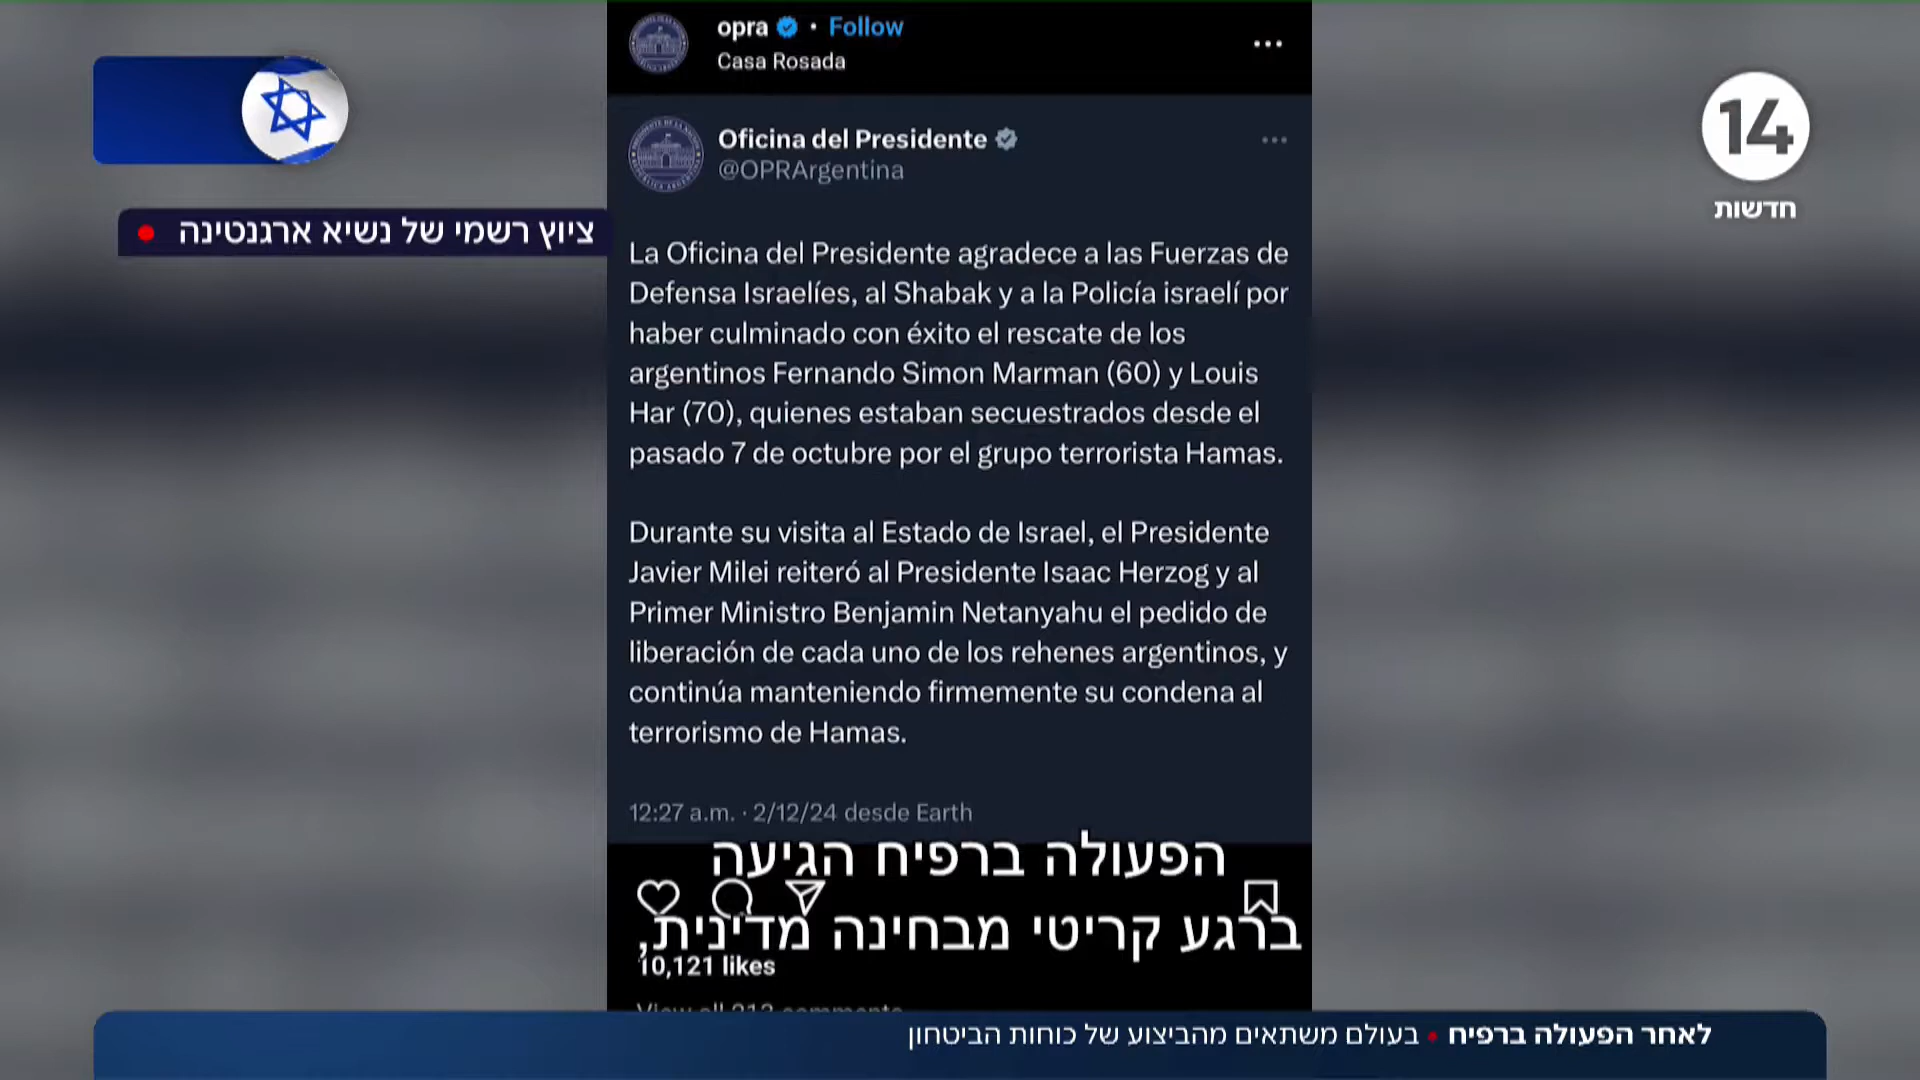 opra • Follow
Casa Rosada
Oficina del Presidente
@OPRArgentina
14
חדשות
ציוץ רשמי של נשיא ארגנטינה
La Oficina del Presidente agradece a las Fuerzas de
Defensa Israelíes, al Shabak y a la Policía israelí por
haber culminado con éxito el rescate de los
argentinos Fernando Simon Marman (60) y Louis
Har (70), quienes estaban secuestrados desde el
pasado 7 de octubre por el grupo terrorista Hamas.
Durante su visita al Estado de Israel, el Presidente
Javier Milei reiteró al Presidente Isaac Herzog y al
Primer Ministro Benjamin Netanyahu el pedido de
liberación de cada uno de los rehenes argentinos, y
continúa manteniendo firmemente su condena al
terrorismo de Hamas.
12:27 a.m. · 2/12/24 desde Earth
הפעולה ברפיח הגיעה
ברגע קריטי מבחינה מדינית,
10,121 likes
View all 213 comments
לאחר הפעולה ברפיח • בעולם משתאים מהביצוע של כוחות הביטחון